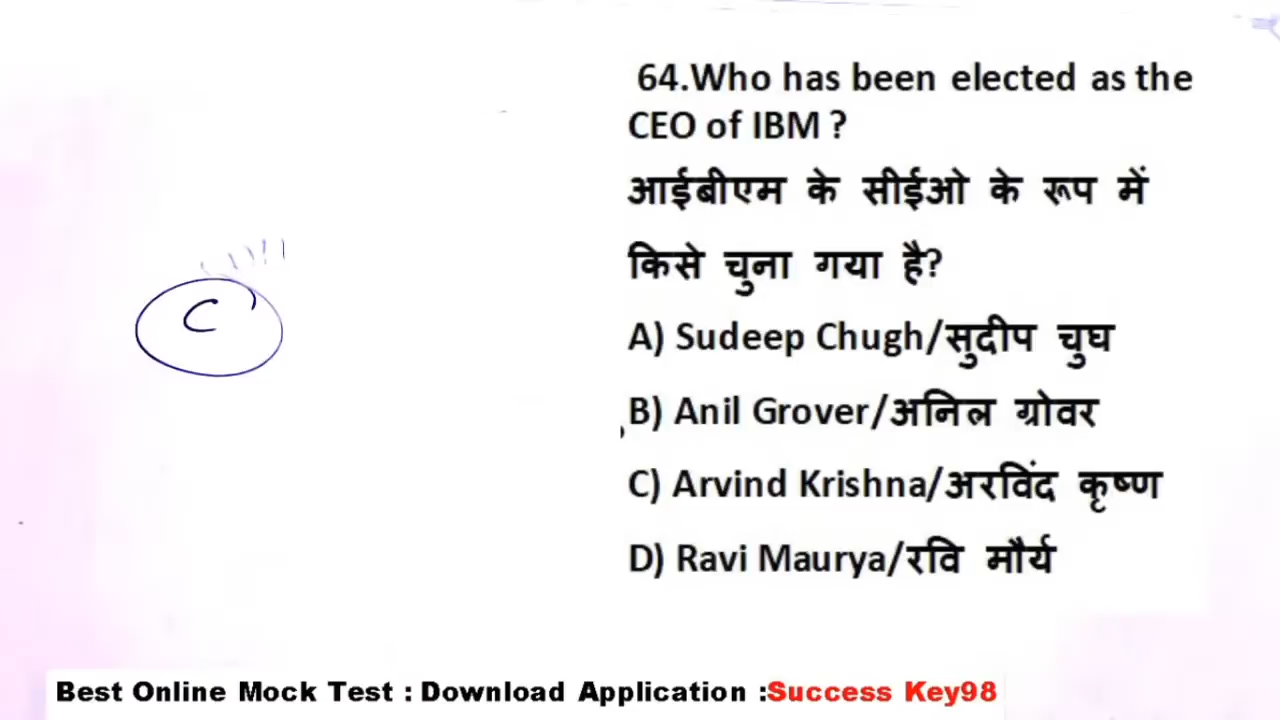 64.Who has been elected as the
CEO of IBM ?
आईबीएम के सीईओ के रूप में
किसे चुना गया है?
A) Sudeep Chugh/सुदीप चुघ
B) Anil Grover/अनिल ग्रोवर
C) Arvind Krishna/अरविंद कृष्ण
D) Ravi Maurya/रवि मौर्य
C
Best Online Mock Test : Download Application :Success Key98